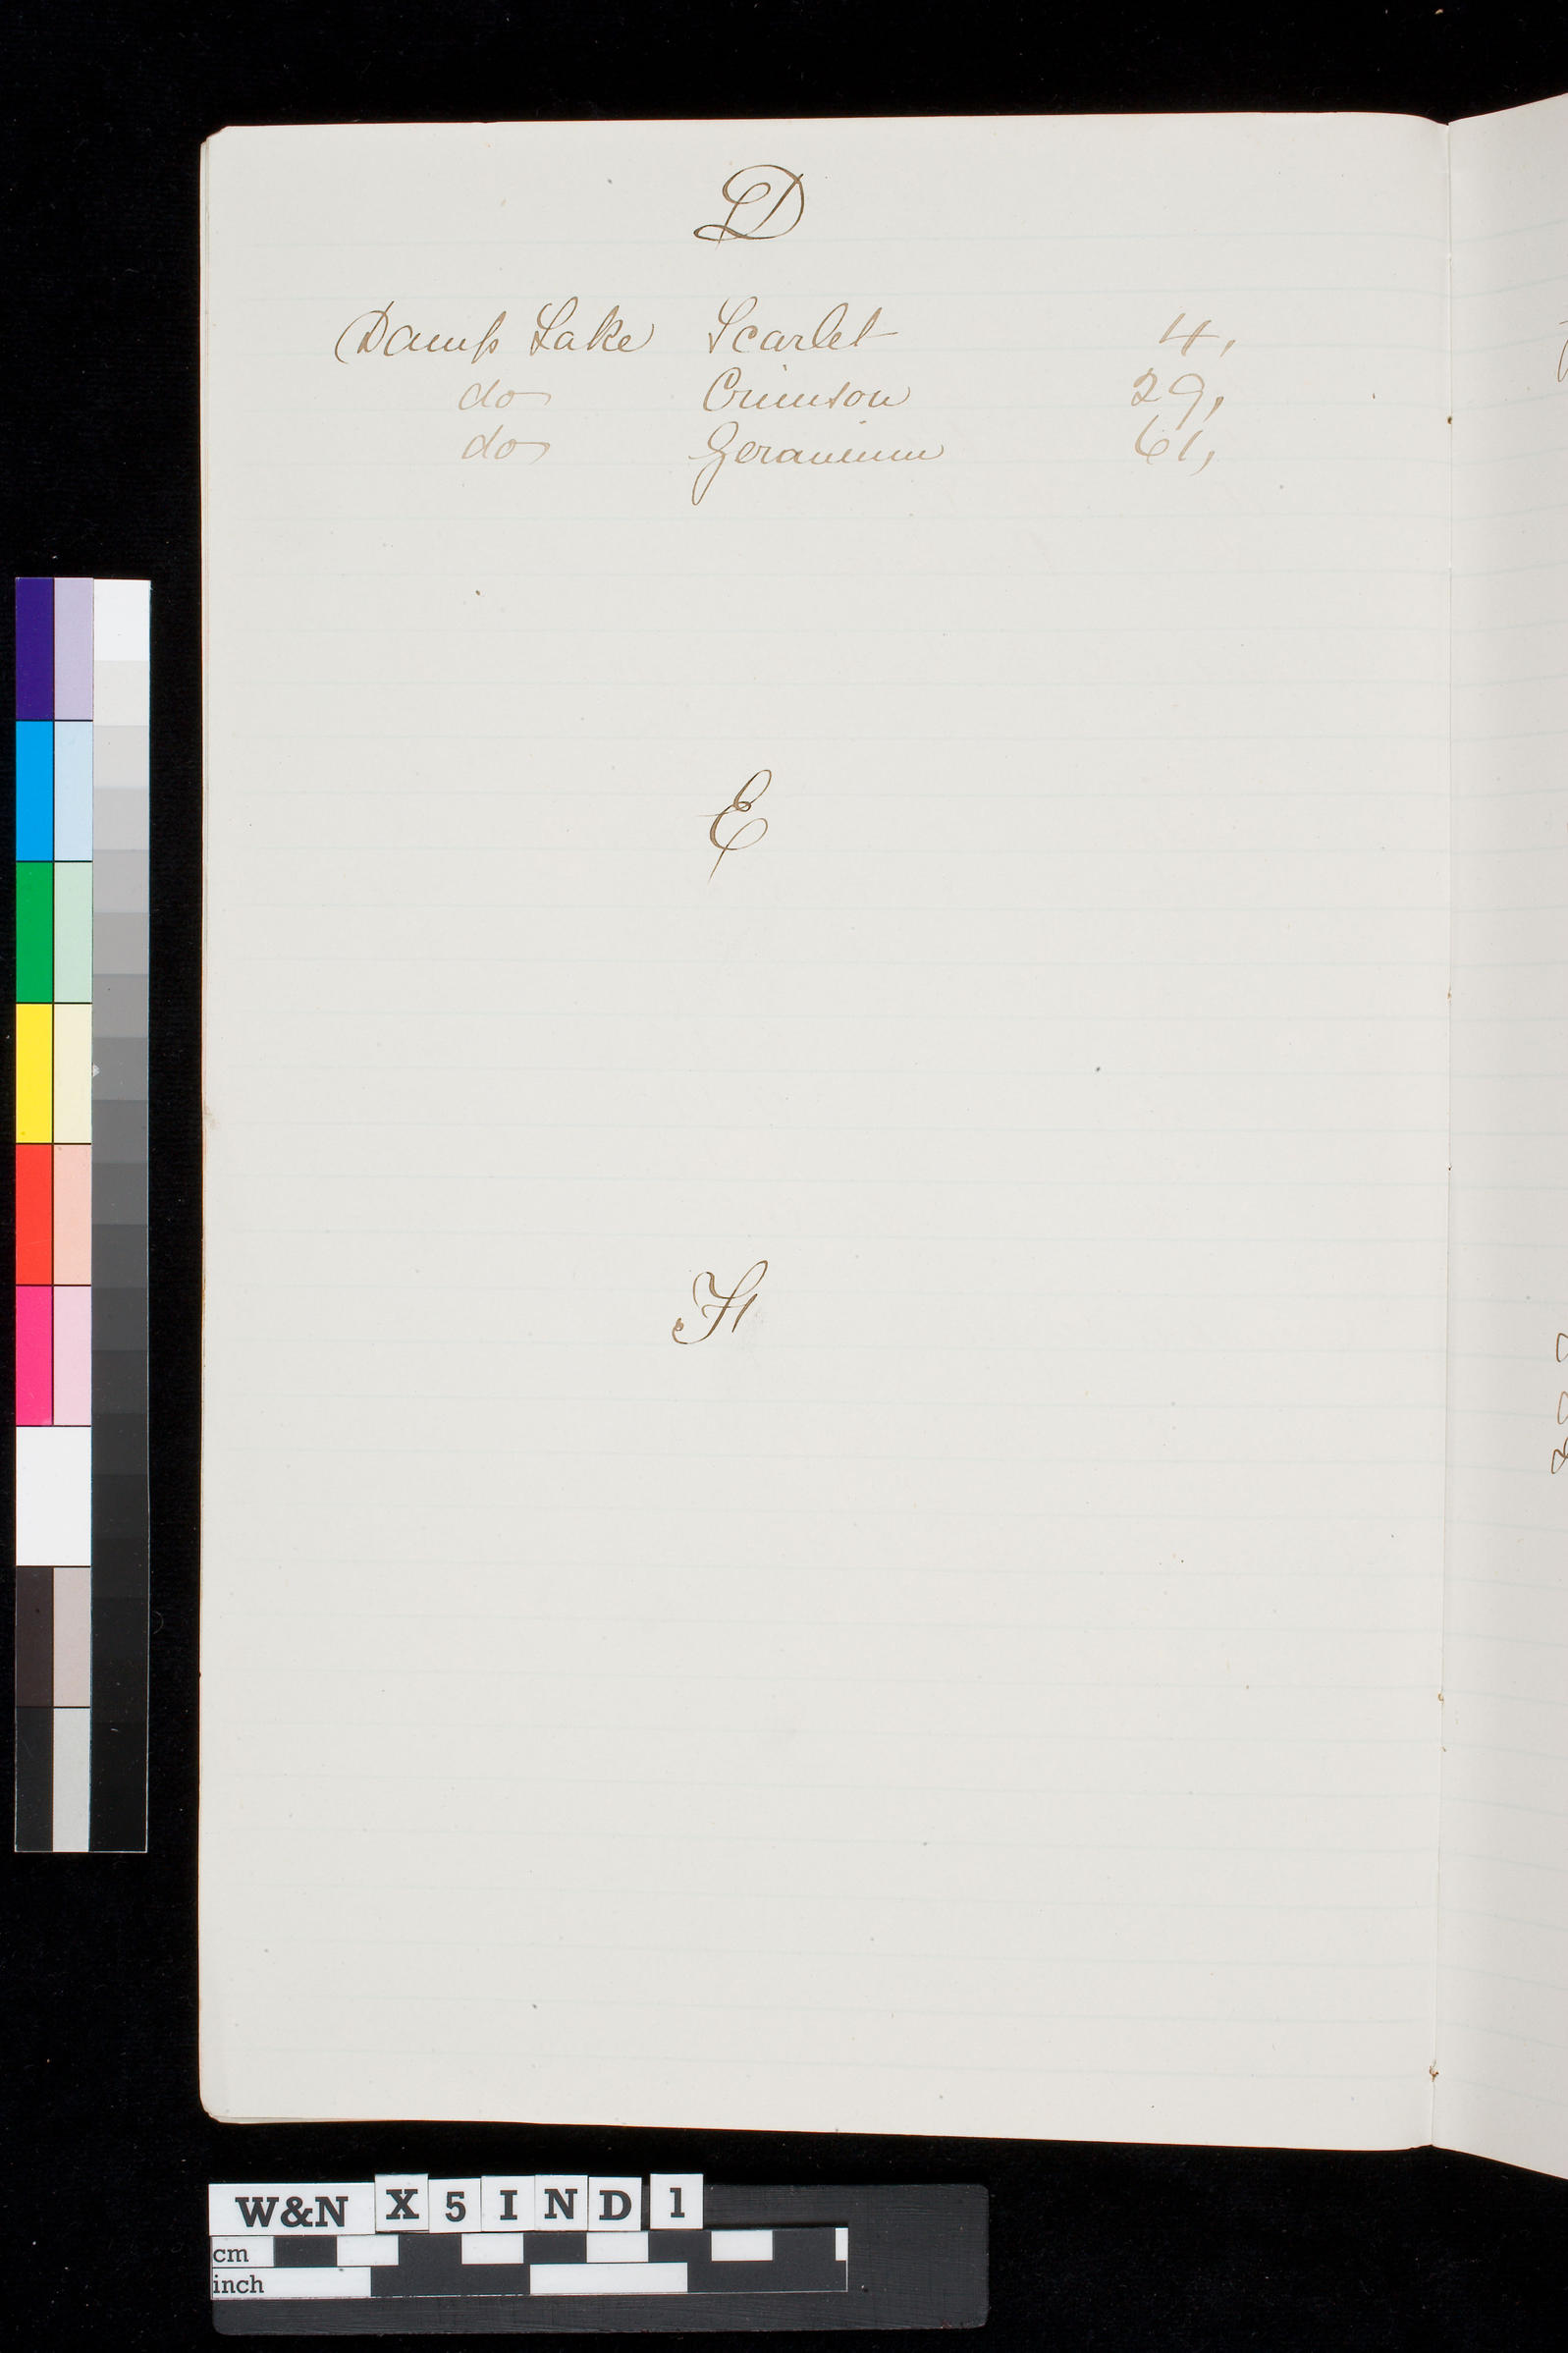 D
Damp Lake Scarlet 4,
do Crimson 29,
do Geranium 61,
E
F
W&N X 5 I N D 1
cm
inch